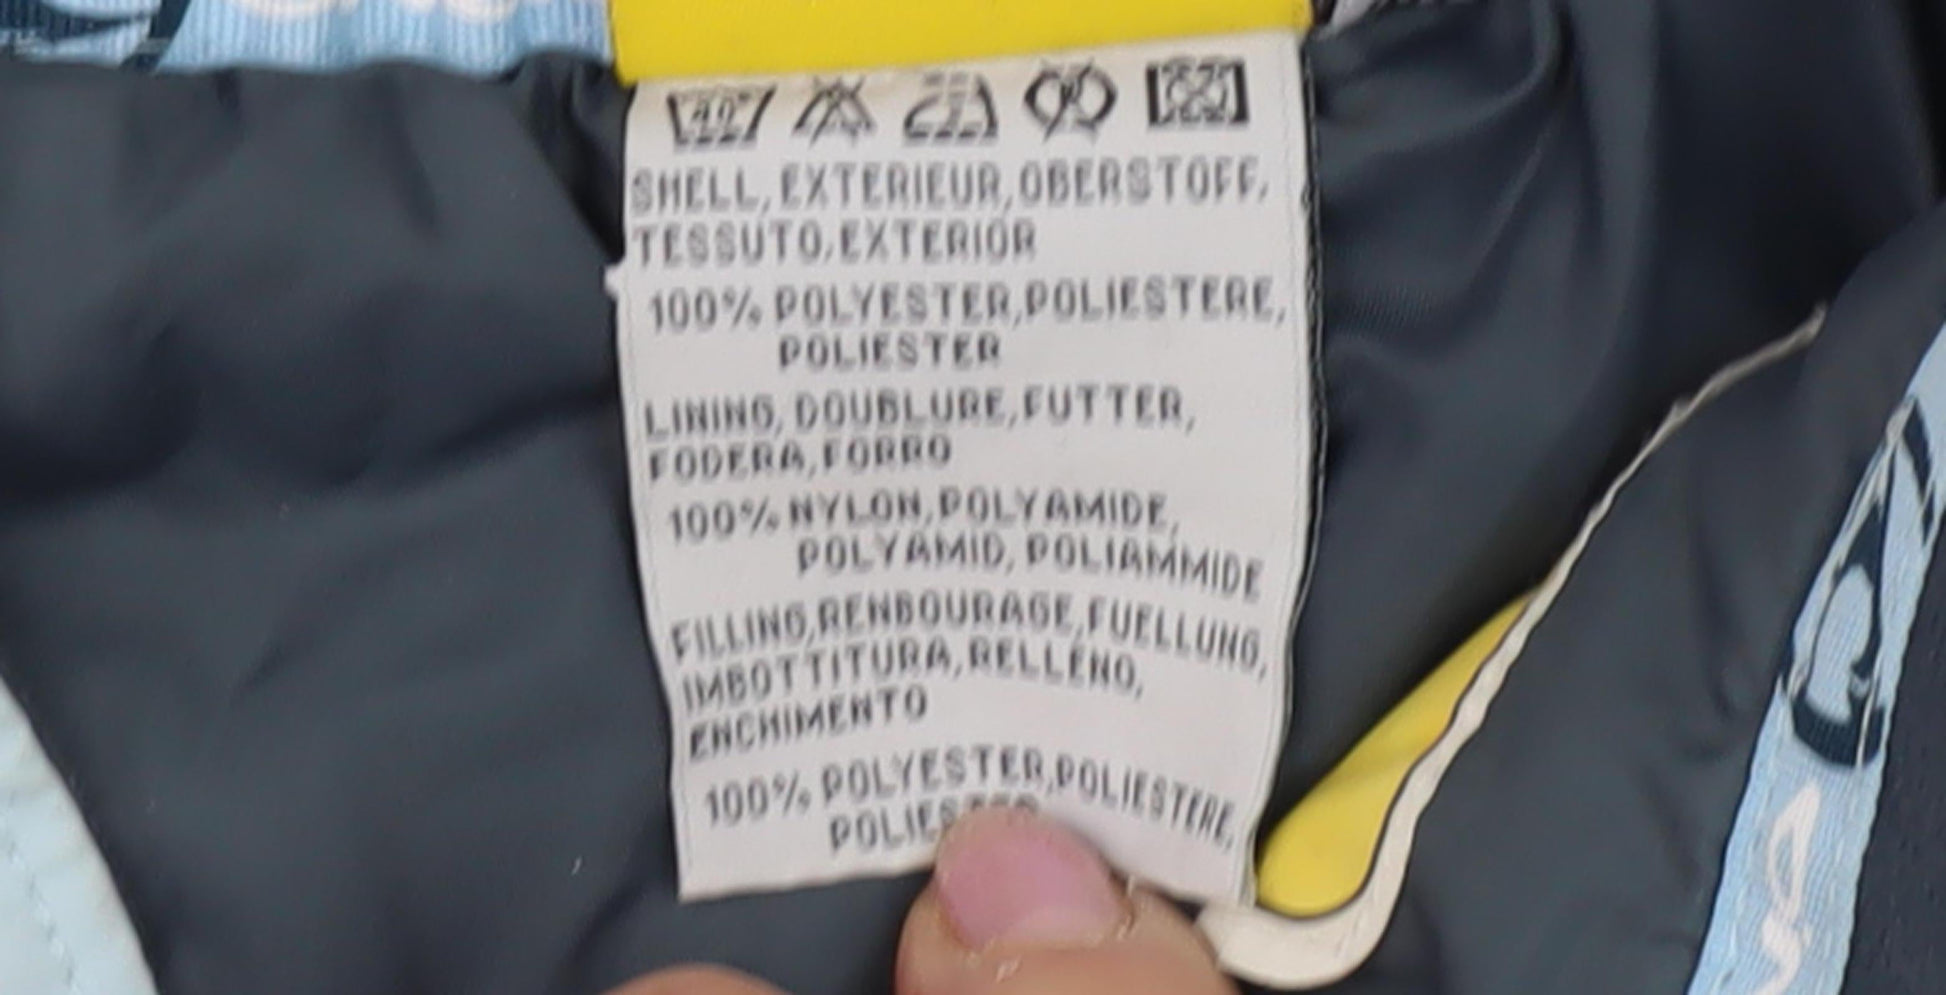 40°
SHELL, EXTERIEUR, OBERSTOFF,
TESSUTO, EXTERIOR
100% POLYESTER, POLIESTERE,
POLIESTER
LINING, DOUBLURE, FUTTER,
FODERA, FORRO
100% NYLON, POLYAMIDE,
POLYAMID, POLIAMMIDE
FILLING, RENBOURAGE, FUELLUNG,
IMBOTTITURA, RELLENO,
ENCHIMENTO
100% POLYESTER, POLIESTERE,